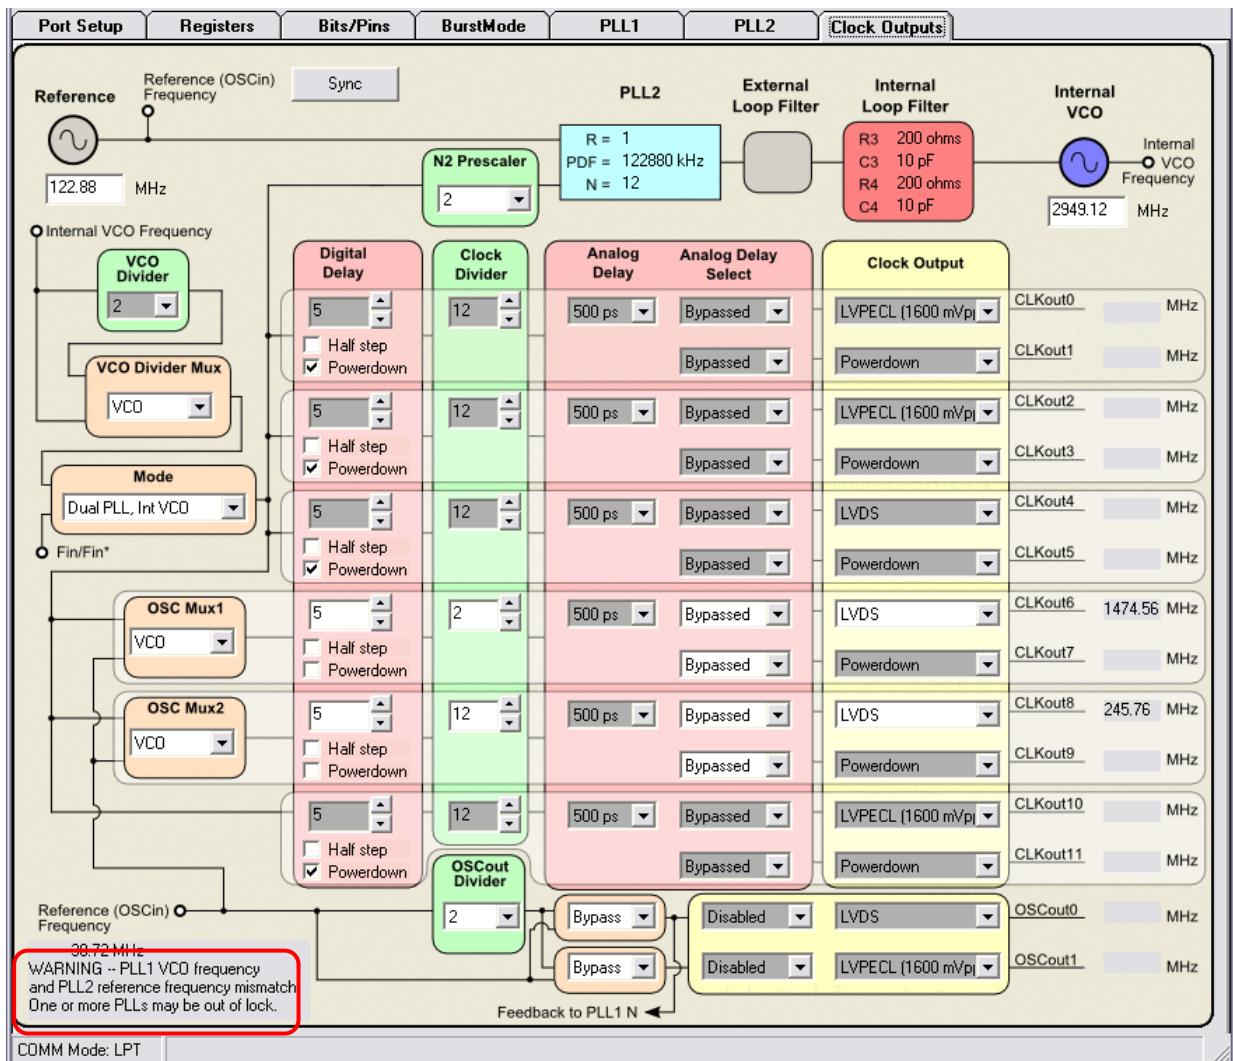 Port Setup Registers Bits/Pins BurstMode PLL1 PLL2 Clock Outputs
Reference (OSCin)
Frequency
Sync
Reference
PLL2
External
Loop Filter
Internal
Loop Filter
Internal
VCO
R = 1
PDF = 122880 kHz
N = 12
R3 200 ohms
C3 10 pF
R4 200 ohms
C4 10 pF
Internal
VCO
Frequency
122.88 MHz
N2 Prescaler
2
2949.12 MHz
Internal VCO Frequency
VCO
Divider
2
Digital
Delay
Clock
Divider
Analog
Delay
Analog Delay
Select
Clock Output
5 12 500 ps Bypassed LVPECL (1600 mVp CLKout0 MHz
Half step
Powerdown
Bypassed Powerdown CLKout1 MHz
VCO Divider Mux
VCO
5 12 500 ps Bypassed LVPECL (1600 mVp CLKout2 MHz
Half step
Powerdown
Bypassed Powerdown CLKout3 MHz
Mode
Dual PLL, Int VCO
Fin/Fin*
5 12 500 ps Bypassed LVDS CLKout4 MHz
Half step
Powerdown
Bypassed Powerdown CLKout5 MHz
OSC Mux1
VCO
5 2 500 ps Bypassed LVDS CLKout6 1474.56 MHz
Half step
Powerdown
Bypassed Powerdown CLKout7 MHz
OSC Mux2
VCO
5 12 500 ps Bypassed LVDS CLKout8 245.76 MHz
Half step
Powerdown
Bypassed Powerdown CLKout9 MHz
5 12 500 ps Bypassed LVPECL (1600 mVp CLKout10 MHz
Half step
Powerdown
Bypassed Powerdown CLKout11 MHz
OSCout
Divider
2
Reference (OSCin)
Frequency
Bypass Disabled LVDS OSCout0 MHz
Bypass Disabled LVPECL (1600 mVp OSCout1 MHz
38.72 MHz
WARNING -- PLL1 VCO frequency
and PLL2 reference frequency mismatch
One or more PLLs may be out of lock.
Feedback to PLL1 N
COMM Mode: LPT